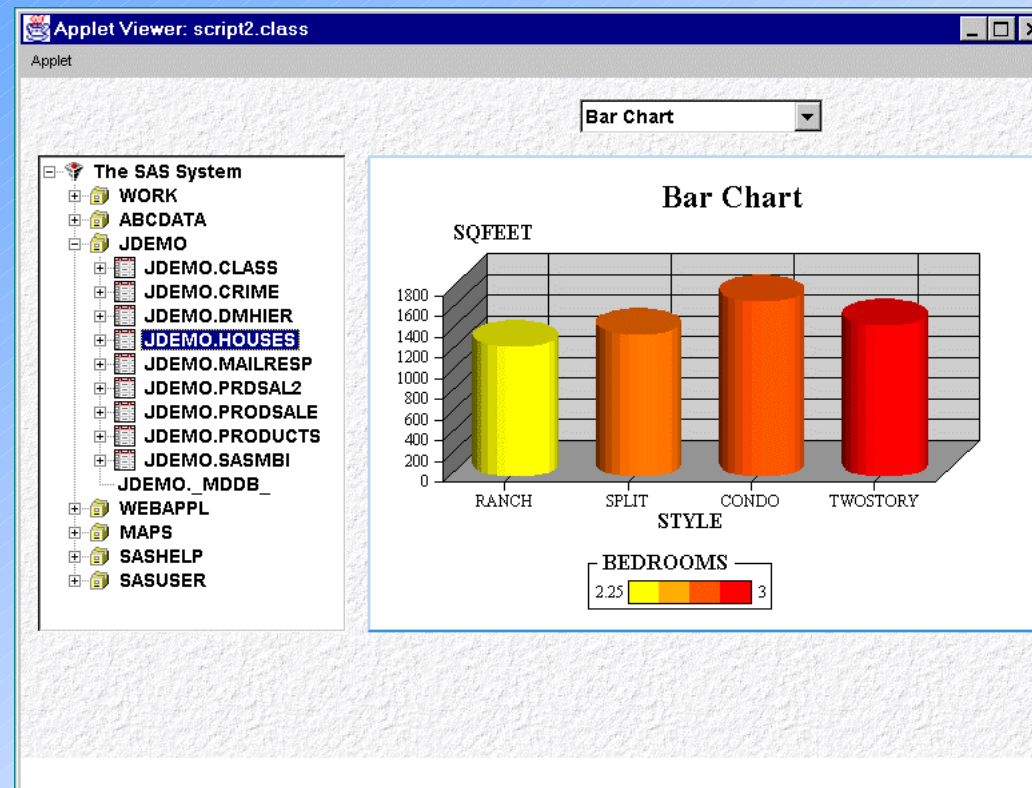 Applet Viewer: script2.class
Applet
Bar Chart
The SAS System
WORK
ABCDATA
JDEMO
JDEMO.CLASS
JDEMO.CRIME
JDEMO.DMHIER
JDEMO.HOUSES
JDEMO.MAILRESP
JDEMO.PRDSAL2
JDEMO.PRODSALE
JDEMO.PRODUCTS
JDEMO.SASMBI
JDEMO._MDDB_
WEBAPPL
MAPS
SASHELP
SASUSER
Bar Chart
SQFEET
1800
1600
1400
1200
1000
800
600
400
200
0
RANCH SPLIT CONDO TWOSTORY
STYLE
BEDROOMS
2.25 3